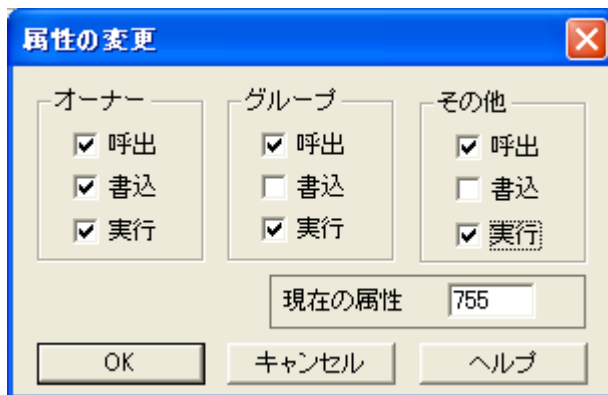 属性の変更
オーナー
呼出
書込
実行
グループ
呼出
書込
実行
その他
呼出
書込
実行
現在の属性 755
OK キャンセル ヘルプ